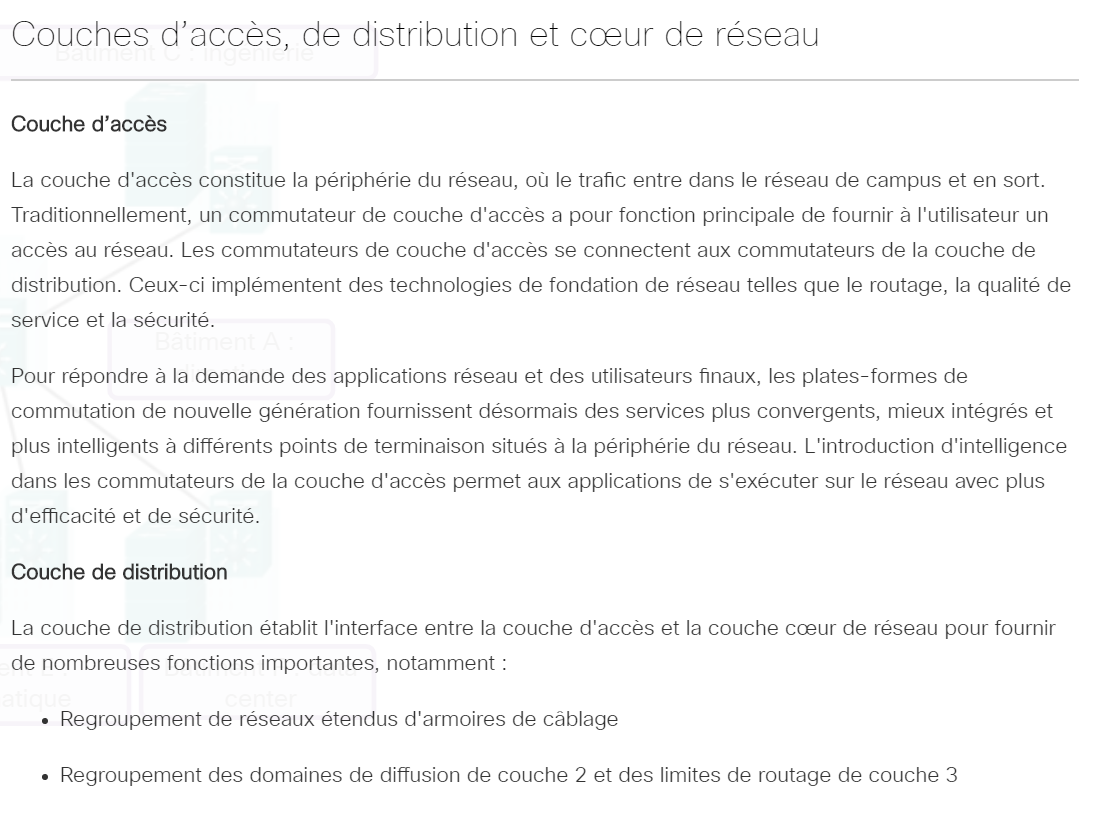 Couches d’accès, de distribution et cœur de réseau
Bâtiment C : Ingénierie
Couche d’accès
La couche d'accès constitue la périphérie du réseau, où le trafic entre dans le réseau de campus et en sort.
Traditionnellement, un commutateur de couche d'accès a pour fonction principale de fournir à l'utilisateur un
accès au réseau. Les commutateurs de couche d'accès se connectent aux commutateurs de la couche de
distribution. Ceux-ci implémentent des technologies de fondation de réseau telles que le routage, la qualité de
service et la sécurité.
Bâtiment A :
Pour répondre à la demande des applications réseau et des utilisateurs finaux, les plates-formes de
commutation de nouvelle génération fournissent désormais des services plus convergents, mieux intégrés et
plus intelligents à différents points de terminaison situés à la périphérie du réseau. L'introduction d'intelligence
dans les commutateurs de la couche d'accès permet aux applications de s'exécuter sur le réseau avec plus
d'efficacité et de sécurité.
Couche de distribution
La couche de distribution établit l'interface entre la couche d'accès et la couche cœur de réseau pour fournir
de nombreuses fonctions importantes, notamment :
atique
center
• Regroupement de réseaux étendus d'armoires de câblage
• Regroupement des domaines de diffusion de couche 2 et des limites de routage de couche 3